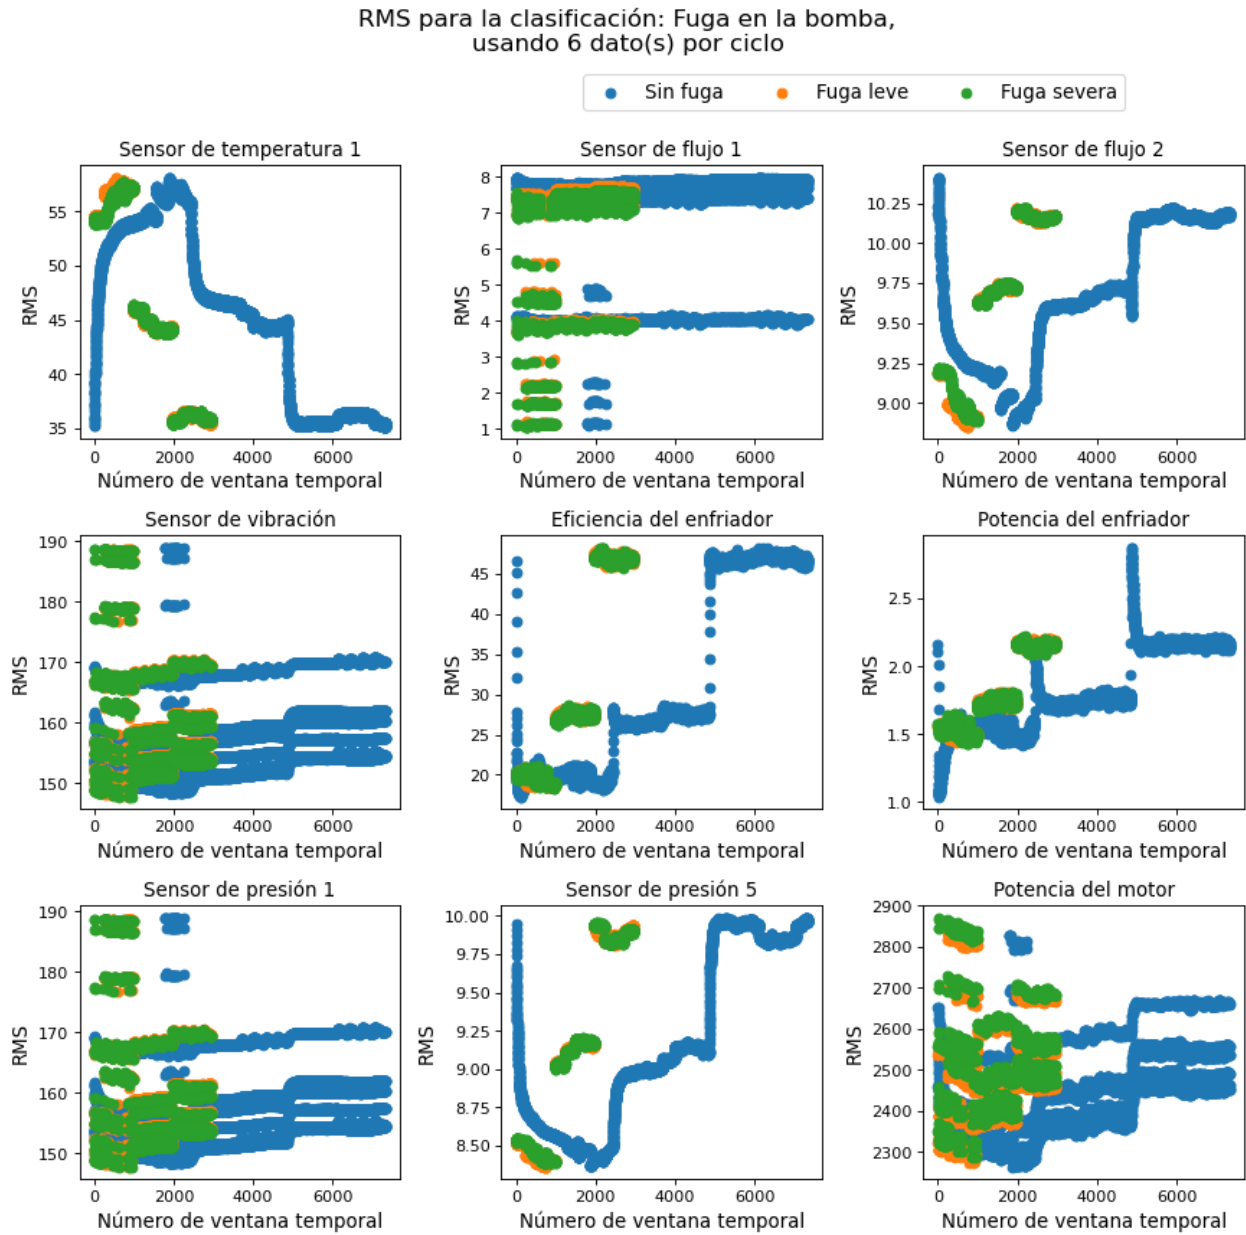 RMS para la clasificación: Fuga en la bomba,
usando 6 dato(s) por ciclo
Sin fuga Fuga leve Fuga severa
Sensor de temperatura 1
RMS
55
50
45
40
35
0 2000 4000 6000
Número de ventana temporal
Sensor de flujo 1
RMS
8
7
6
5
4
3
2
1
0 2000 4000 6000
Número de ventana temporal
Sensor de flujo 2
RMS
10.25
10.00
9.75
9.50
9.25
9.00
0 2000 4000 6000
Número de ventana temporal
Sensor de vibración
RMS
190
180
170
160
150
0 2000 4000 6000
Número de ventana temporal
Eficiencia del enfriador
RMS
45
40
35
30
25
20
0 2000 4000 6000
Número de ventana temporal
Potencia del enfriador
RMS
2.5
2.0
1.5
1.0
0 2000 4000 6000
Número de ventana temporal
Sensor de presión 1
RMS
190
180
170
160
150
0 2000 4000 6000
Número de ventana temporal
Sensor de presión 5
RMS
10.00
9.75
9.50
9.25
9.00
8.75
8.50
0 2000 4000 6000
Número de ventana temporal
Potencia del motor
RMS
2900
2800
2700
2600
2500
2400
2300
0 2000 4000 6000
Número de ventana temporal